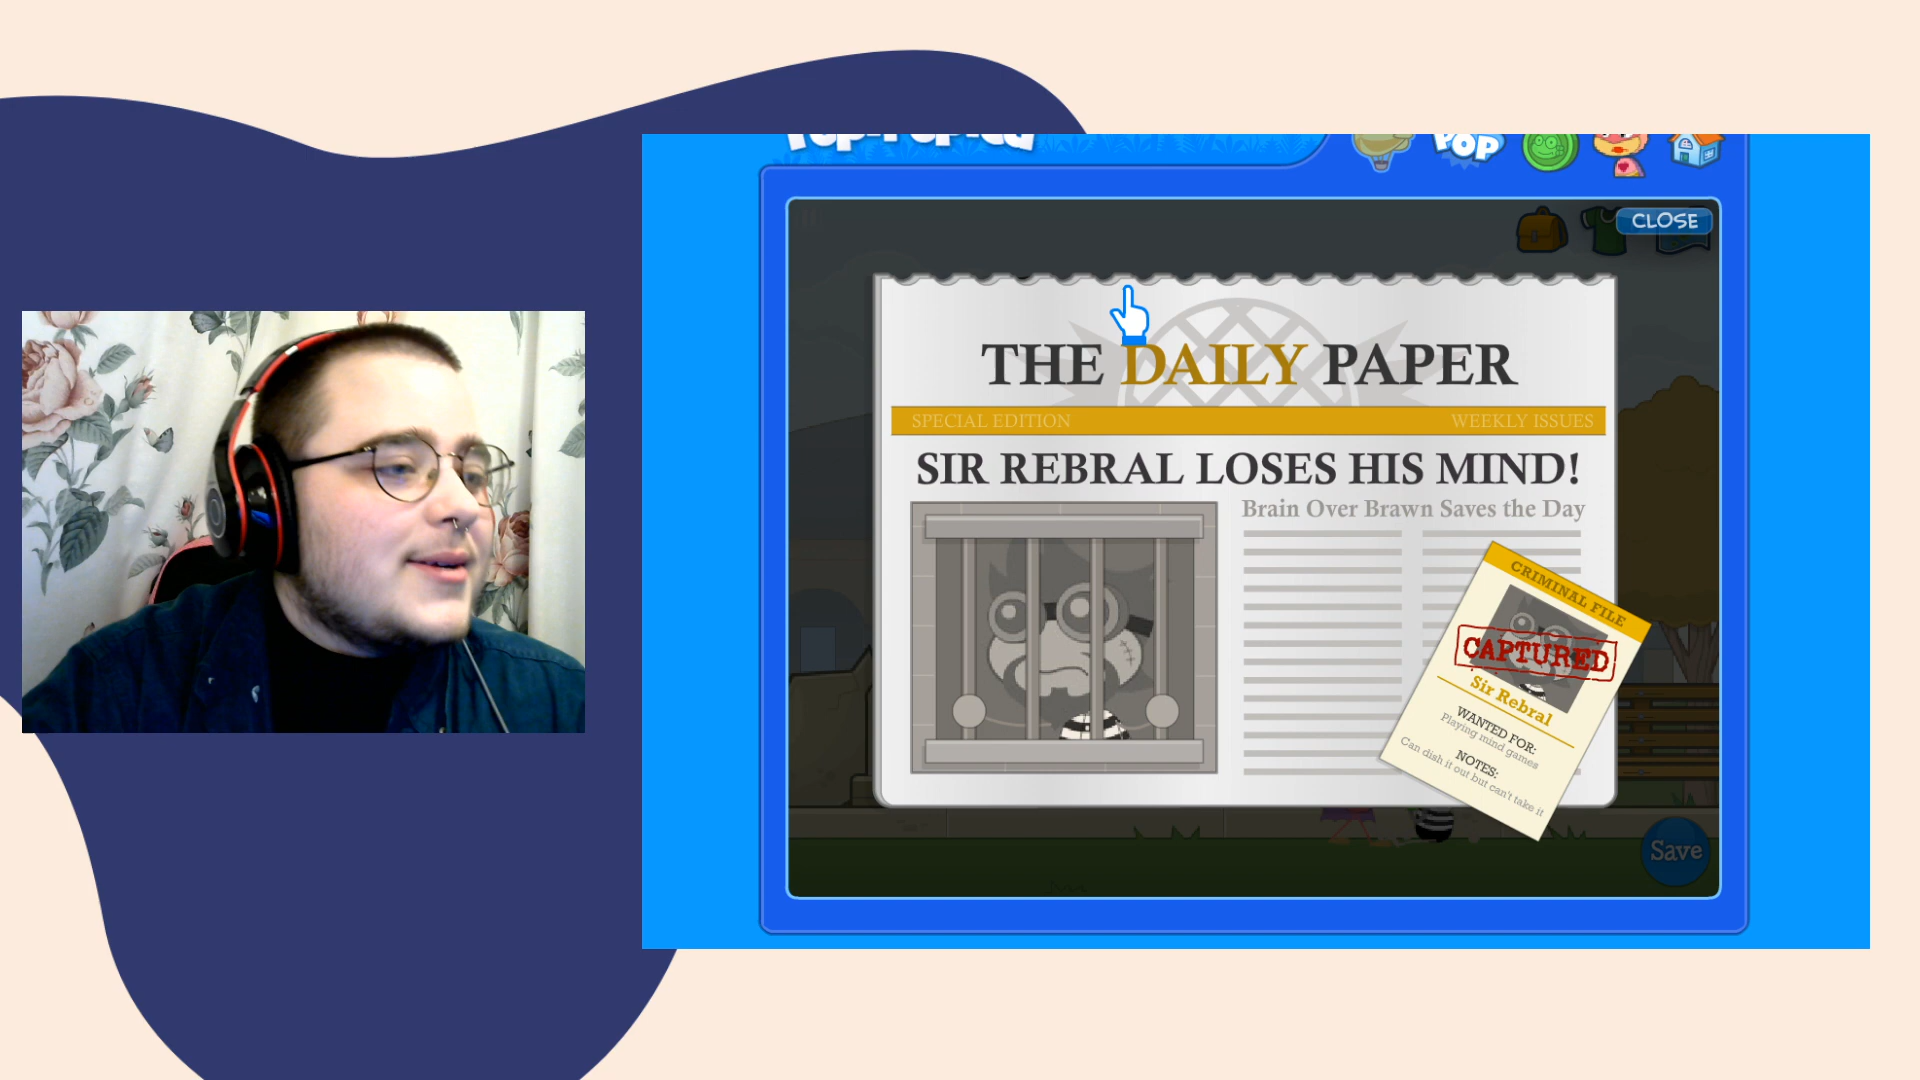 POP
CLOSE
THE DAILY PAPER
SPECIAL EDITION
WEEKLY ISSUES
SIR REBRAL LOSES HIS MIND!
Brain Over Brawn Saves the Day
CRIMINAL FILE
CAPTURED
Sir Rebral
WANTED FOR:
Playing mind games
NOTES:
Can dish it out but can't take it
Save